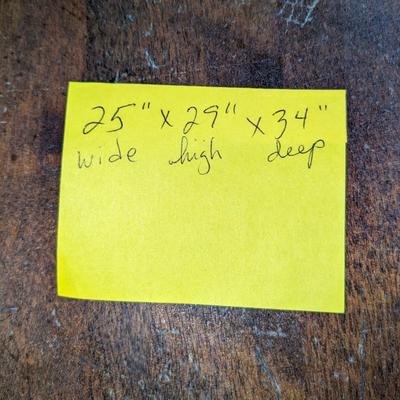 25" x 29" x 34"
wide high deep